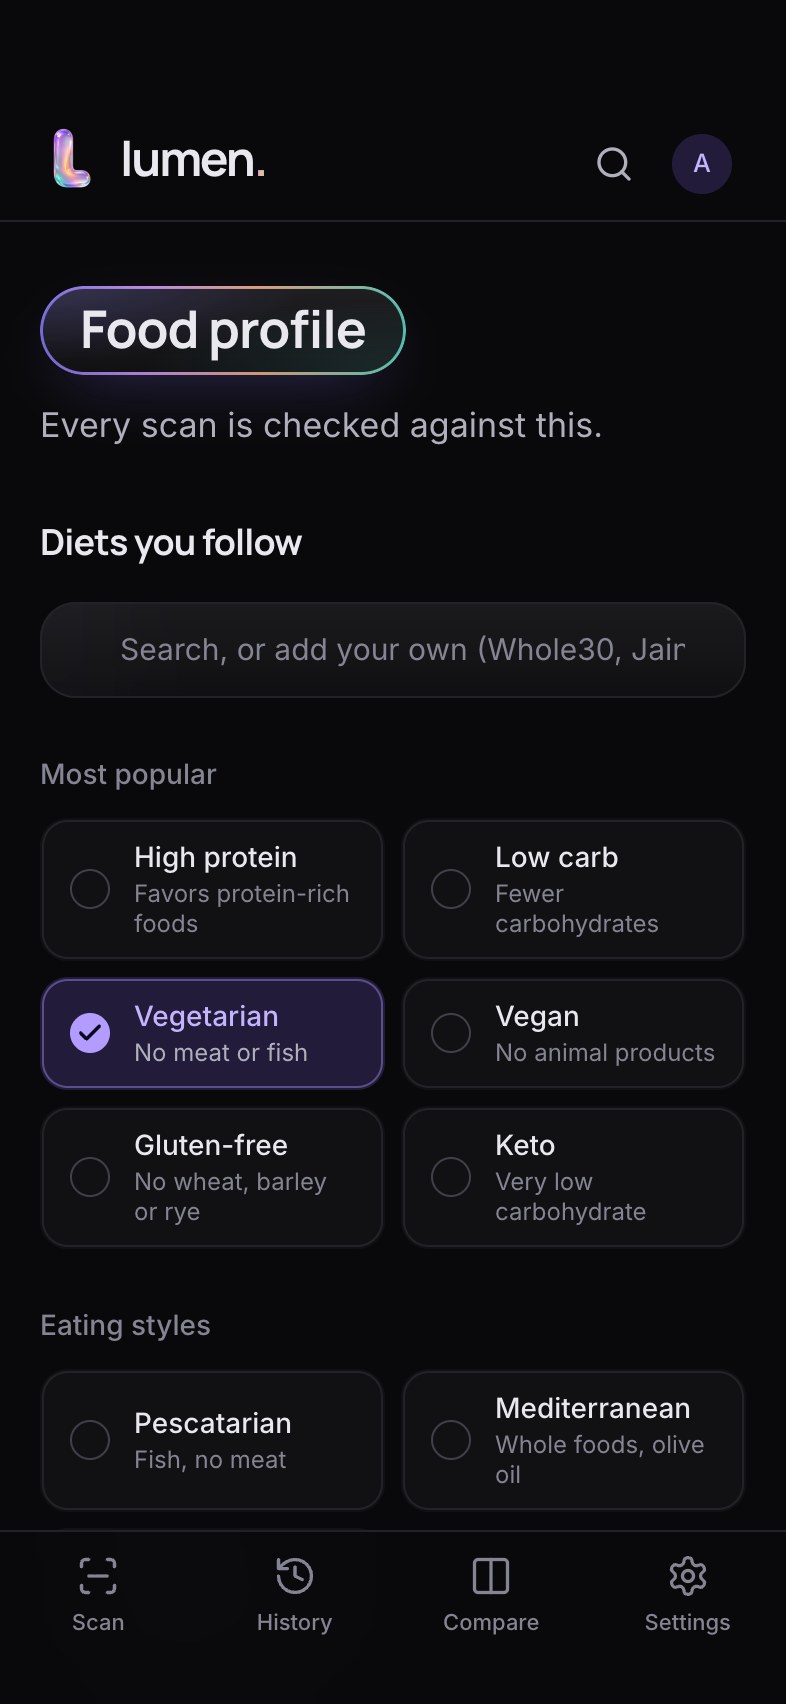 lumen.
A
Food profile
Every scan is checked against this.
Diets you follow
Search, or add your own (Whole30, Jain
Most popular
High protein
Favors protein-rich
foods
Low carb
Fewer
carbohydrates
Vegetarian
No meat or fish
Vegan
No animal products
Gluten-free
No wheat, barley
or rye
Keto
Very low
carbohydrate
Eating styles
Pescatarian
Fish, no meat
Mediterranean
Whole foods, olive
oil
Scan
History
Compare
Settings